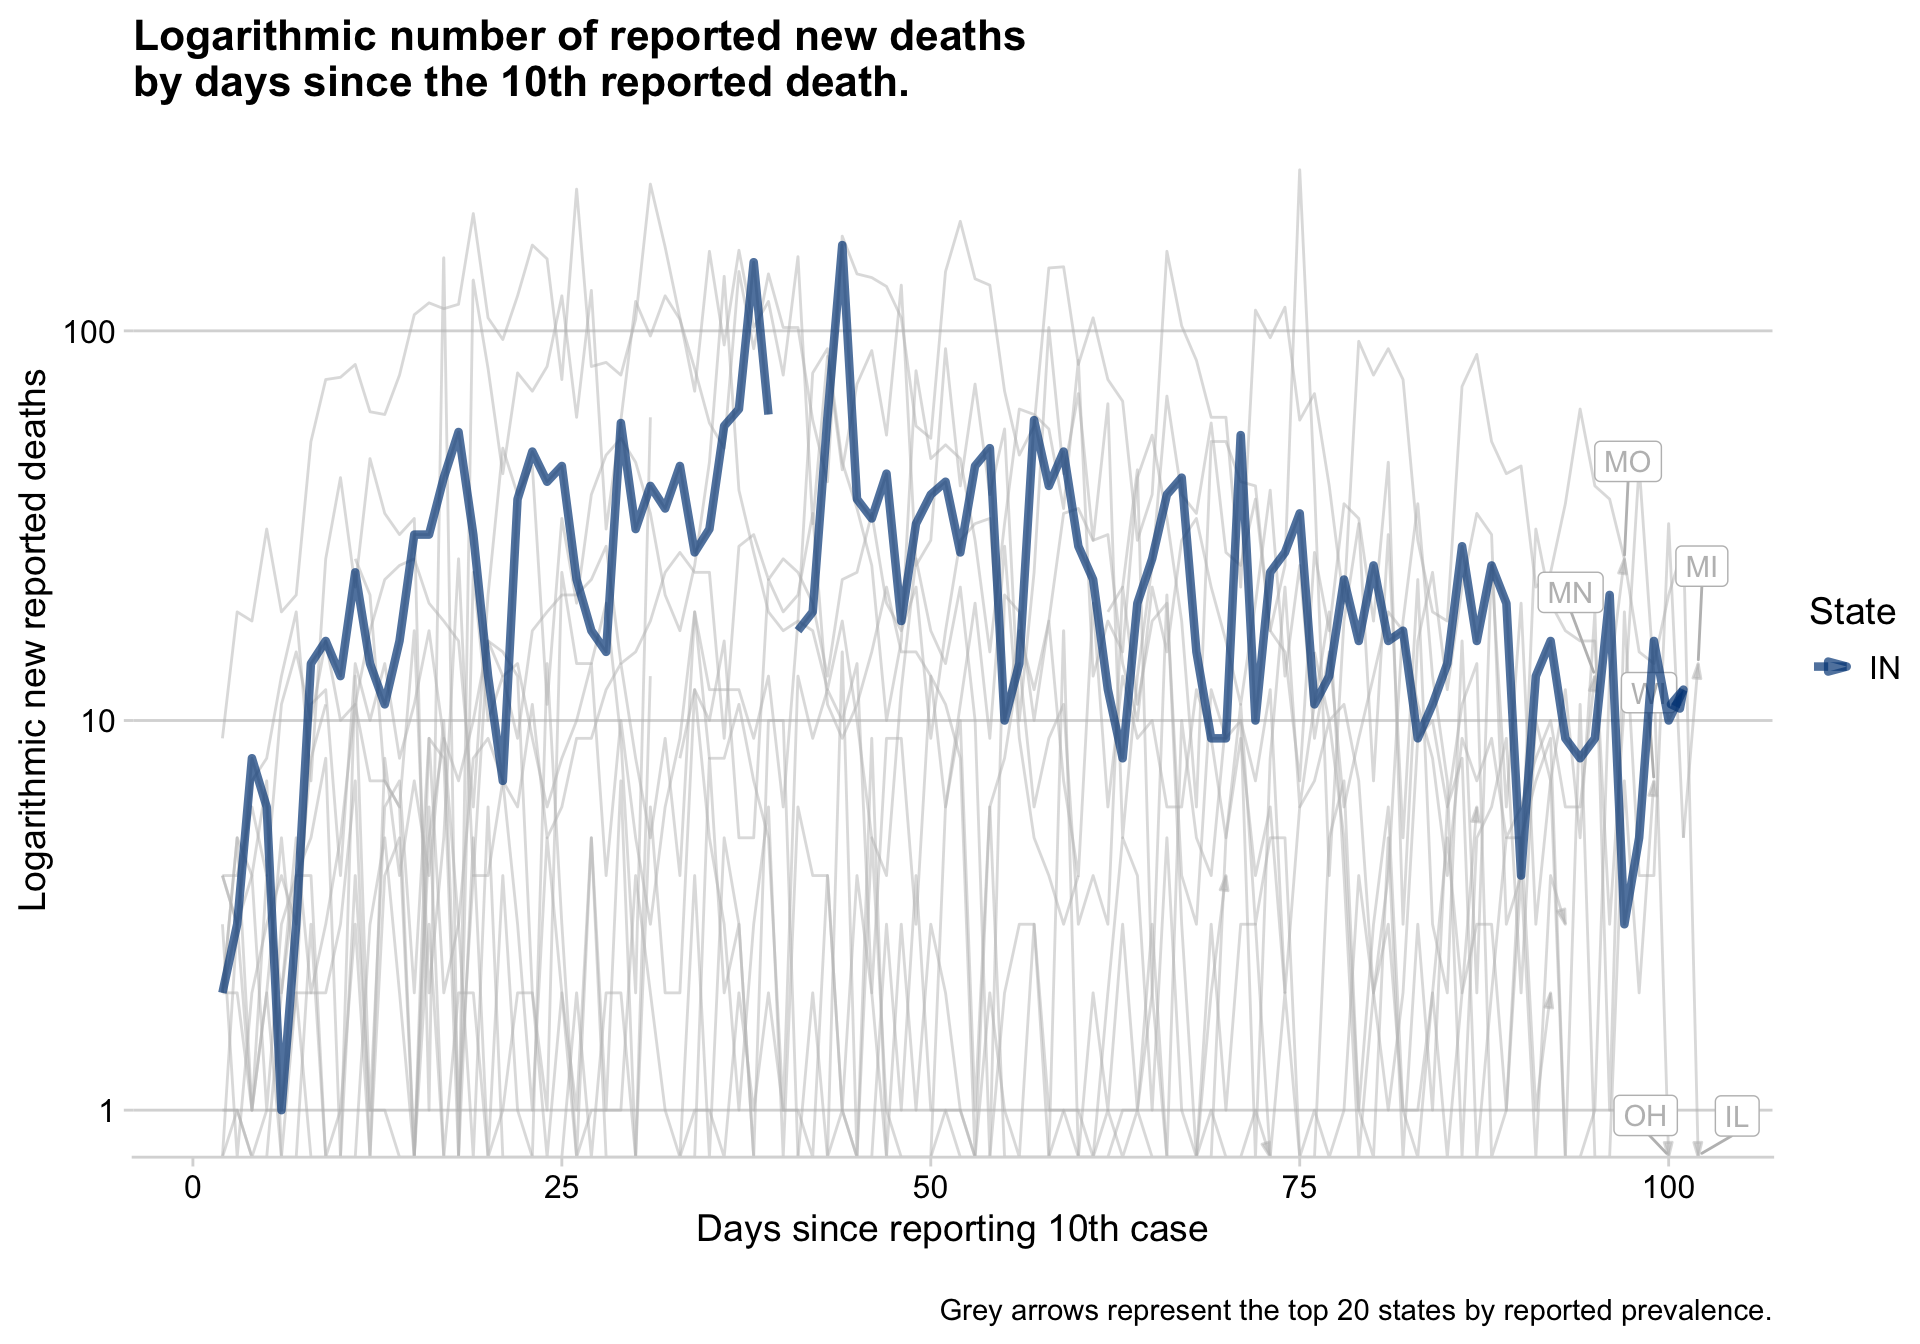 Logarithmic number of reported new deaths
by days since the 10th reported death.
Logarithmic new reported deaths
100
10
1
MO
MI
MN
OH
IL
State
IN
0
25
50
75
100
Days since reporting 10th case
Grey arrows represent the top 20 states by reported prevalence.